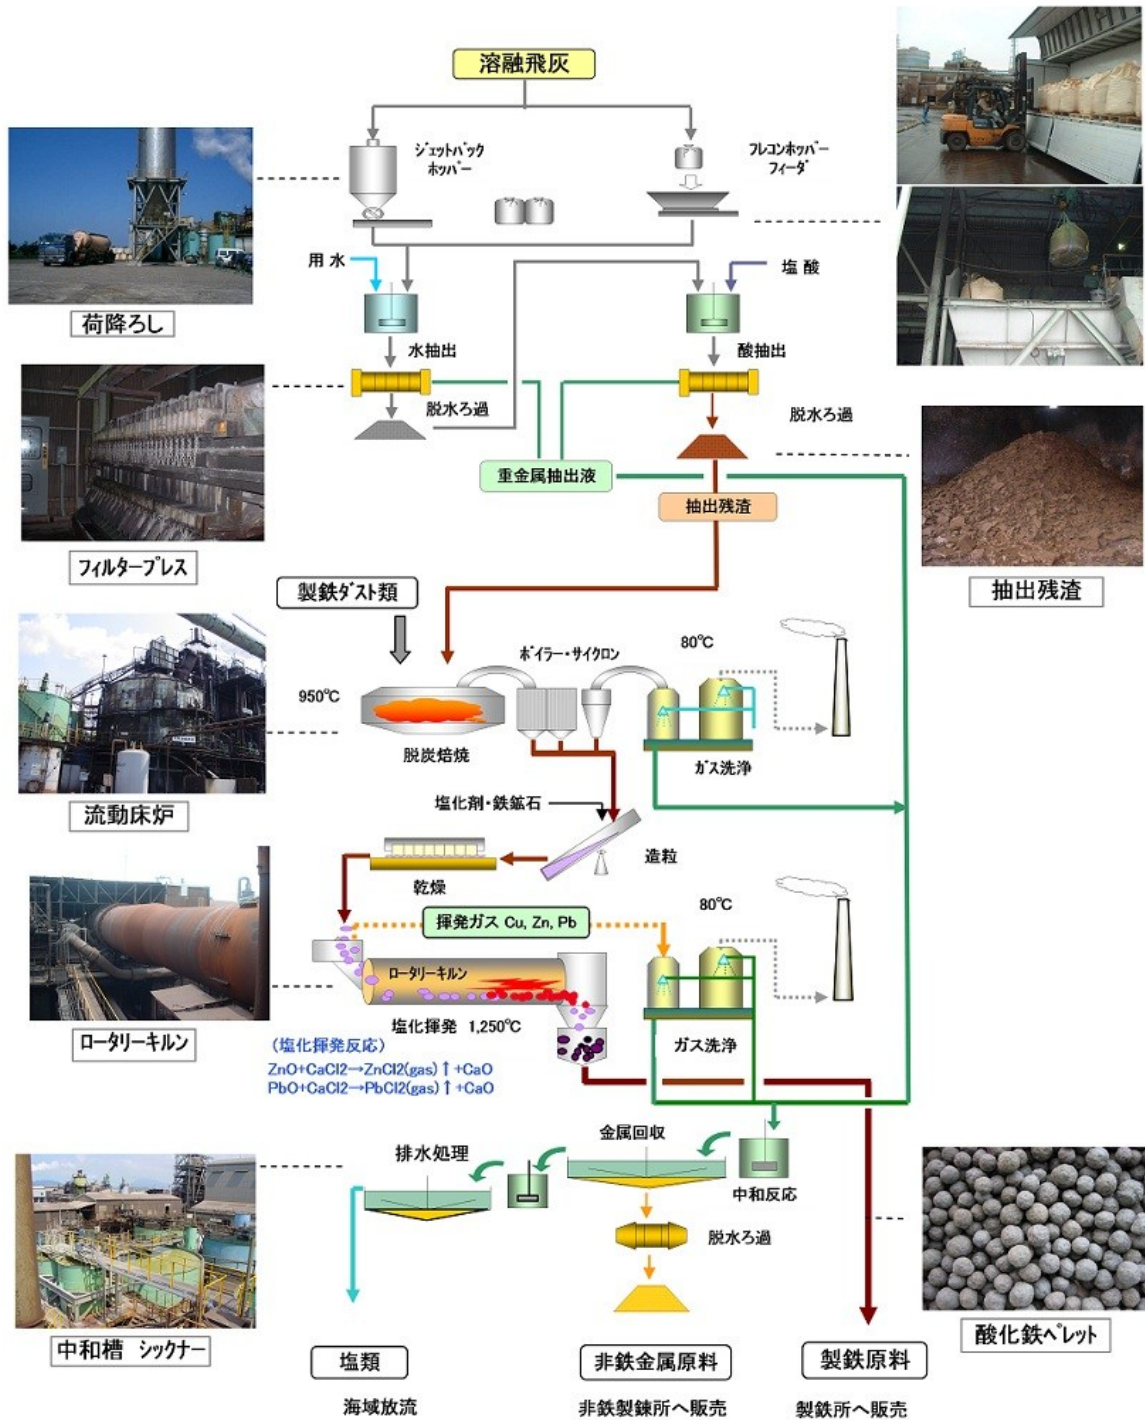 溶融飛灰
ジェットパック
ホッパー
フレコンホッパー
フィーダ
荷降ろし
用水
塩酸
水抽出
酸抽出
脱水ろ過
脱水ろ過
重金属抽出液
抽出残渣
フィルタープレス
抽出残渣
製鉄ダスト類
ボイラー・サイクロン
80℃
950℃
脱炭焙焼
ガス洗浄
流動床炉
塩化剤・鉄鉱石
造粒
乾燥
揮発ガス Cu, Zn, Pb
80℃
ロータリーキルン
塩化揮発 1,250℃
ガス洗浄
ロータリーキルン
（塩化揮発反応）
ZnO+CaCl2→ZnCl2(gas)↑+CaO
PbO+CaCl2→PbCl2(gas)↑+CaO
金属回収
排水処理
中和反応
脱水ろ過
中和槽 シックナー
酸化鉄ペレット
塩類
非鉄金属原料
製鉄原料
海域放流
非鉄製錬所へ販売
製鉄所へ販売